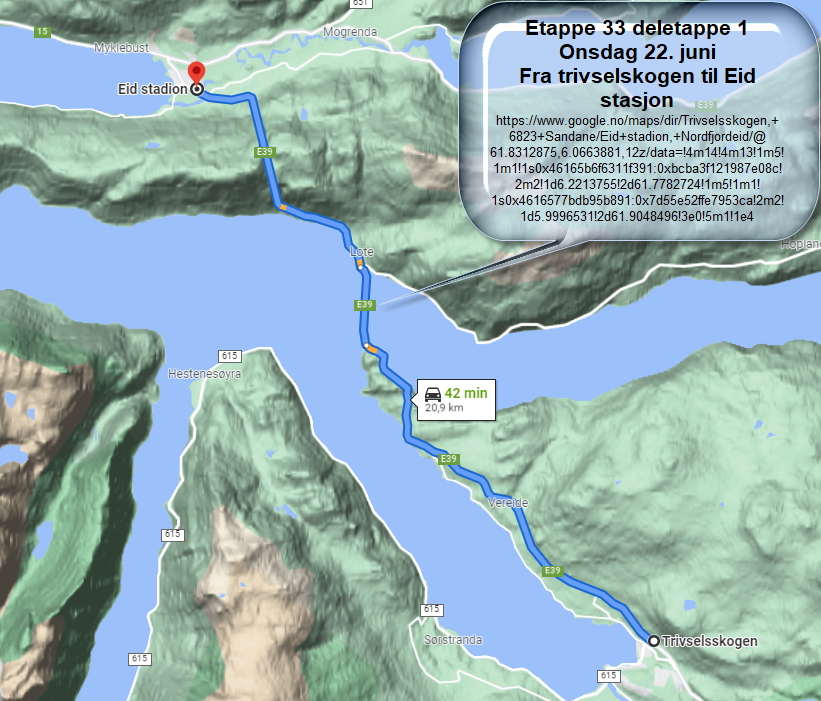 651
15
Mogrenda
Myklebust
Eid stadion
Etappe 33 deletappe 1
Onsdag 22. juni
Fra trivselskogen til Eid
stasjon
https://www.google.no/maps/dir/Trivselsskogen,+
6823+Sandane/Eid+stadion,+Nordfjordeid/@
61.8312875,6.0663881,12z/data=!4m14!4m13!1m5!
1m1!1s0x46165b6f6311f391:0xbcba3f121987e08c!
2m2!1d6.2213755!2d61.7782724!1m5!1m1!
1s0x4616577bdb95b891:0x7d55e52ffe7953ca!2m2!
1d5.9996531!2d61.9048496!3e0!5m1!1e4
E39
E39
Hopland
Lote
E39
615
Hestenesøyra
42 min
20,9 km
E39
Vereide
615
E39
615
Sørstranda
Trivselsskogen
615
615